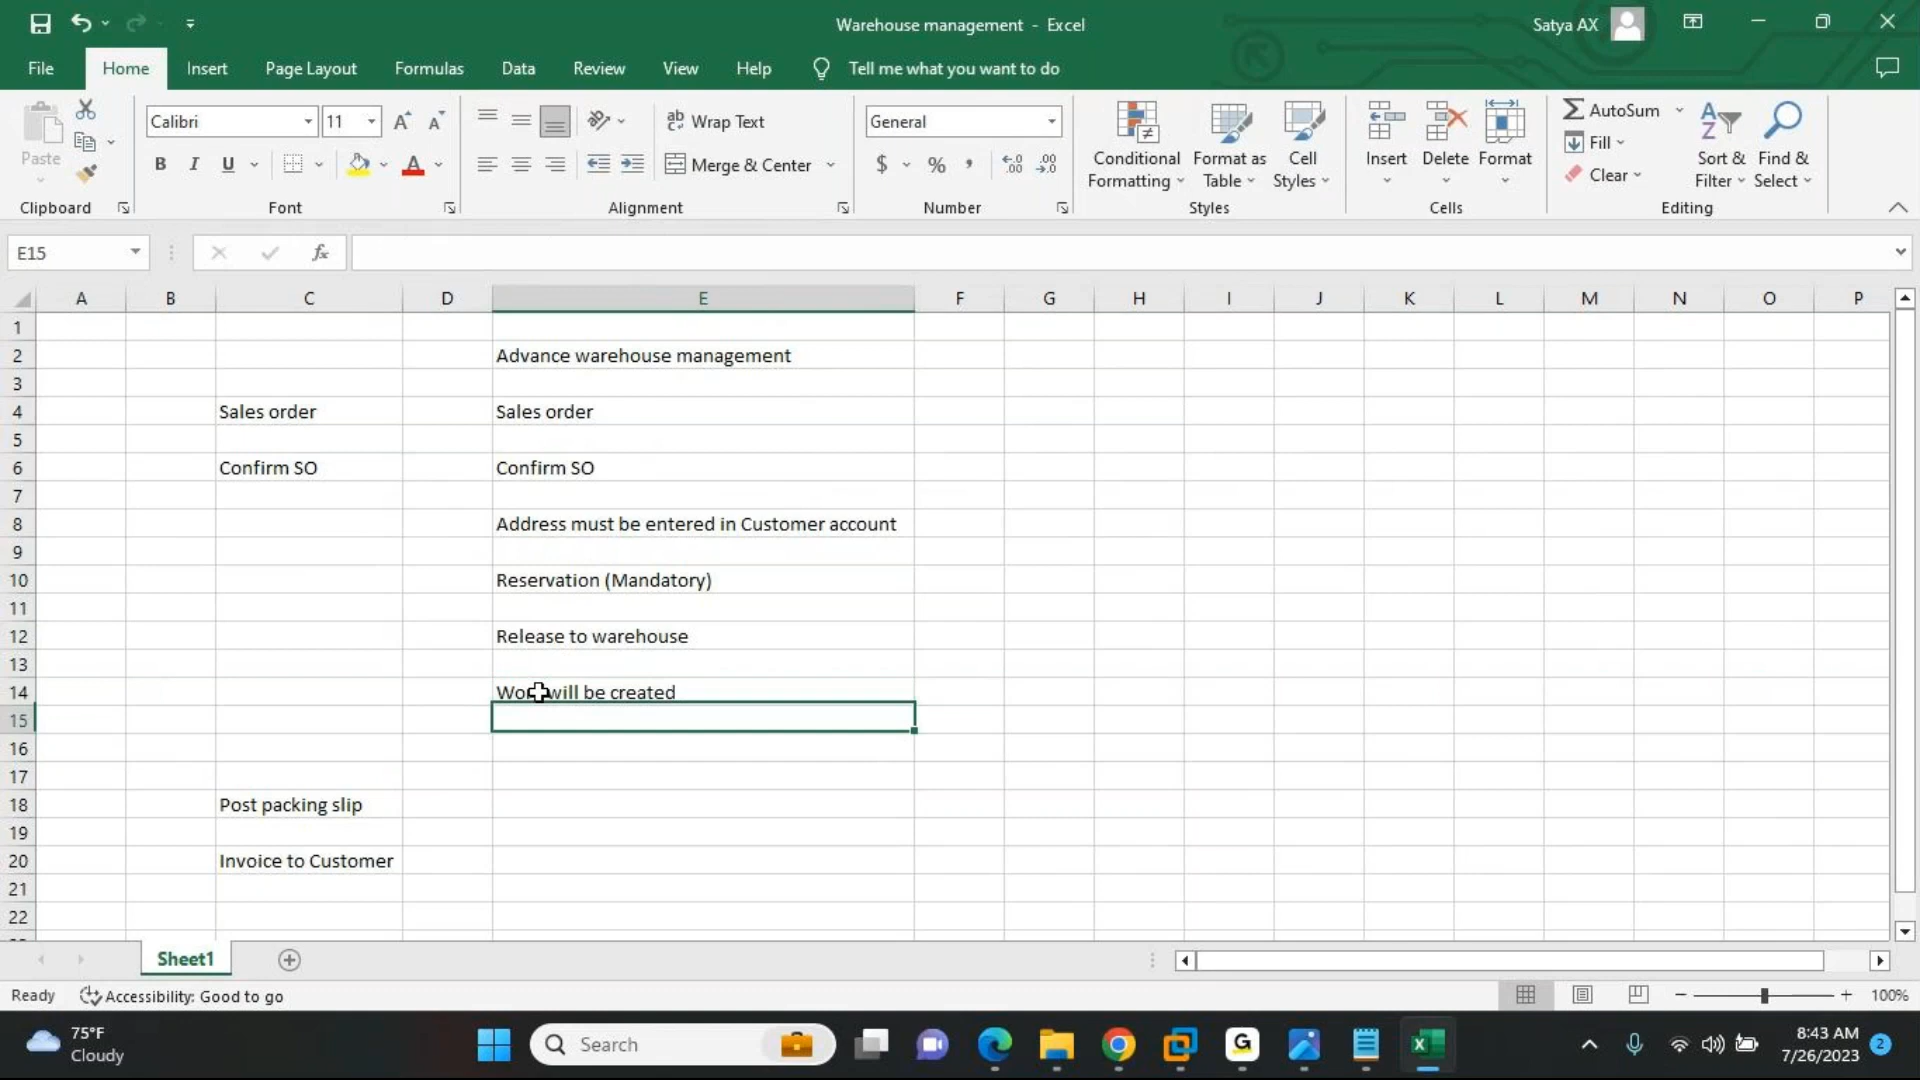 Warehouse management - Excel
Satya AX
File Home Insert Page Layout Formulas Data Review View Help Tell me what you want to do
Paste
Calibri 11
B I U
ab Wrap Text
Merge & Center
General
$ % ,
Conditional Formatting
Format as Table
Cell Styles
Insert Delete Format
AutoSum
Fill
Clear
Sort & Filter
Find & Select
Clipboard Font Alignment Number Styles Cells Editing
E15 fx
A B C D E F G H I J K L M N O P
1
2 Advance warehouse management
3
4 Sales order Sales order
5
6 Confirm SO Confirm SO
7
8 Address must be entered in Customer account
9
10 Reservation (Mandatory)
11
12 Release to warehouse
13
14 will be created
15
16
17
18 Post packing slip
19
20 Invoice to Customer
21
22
Sheet1
Ready Accessibility: Good to go 100%
75°F
Cloudy
Search
8:43 AM
7/26/2023
2